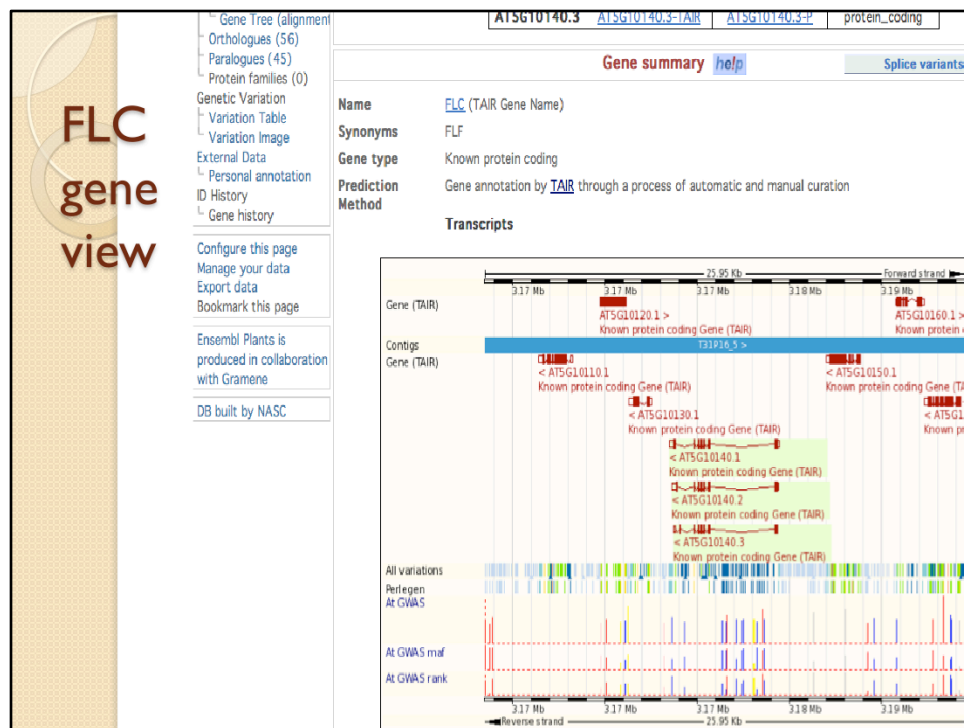 FLC
gene
view
Gene Tree (alignment
Orthologues (56)
Paralogues (45)
Protein families (0)
Genetic Variation
Variation Table
Variation Image
External Data
Personal annotation
ID History
Gene history
Configure this page
Manage your data
Export data
Bookmark this page
Ensembl Plants is
produced in collaboration
with Gramene
DB built by NASC
AT5G10140.3 AT5G10140.3-TAIR AT5G10140.3-P protein_coding
Gene summary help Splice variants
Name FLC (TAIR Gene Name)
Synonyms FLF
Gene type Known protein coding
Prediction Gene annotation by TAIR through a process of automatic and manual curation
Method
Transcripts
25.95 Kb Forward strand
3.17 Mb 3.17 Mb 3.17 Mb 3.18 Mb 3.19 Mb
Gene (TAIR)
AT5G10120.1 > AT5G10160.1 >
Known protein coding Gene (TAIR) Known protein
Contigs T31P16_5 >
Gene (TAIR)
< AT5G10110.1 < AT5G10150.1
Known protein coding Gene (TAIR) Known protein coding Gene (TA
< AT5G10130.1 < AT5G1
Known protein coding Gene (TAIR) Known pr
< AT5G10140.1
Known protein coding Gene (TAIR)
< AT5G10140.2
Known protein coding Gene (TAIR)
< AT5G10140.3
Known protein coding Gene (TAIR)
All variations
Perlegen
At GWAS
At GWAS maf
At GWAS rank
3.17 Mb 3.17 Mb 3.17 Mb 3.18 Mb 3.19 Mb
Reverse strand 25.95 Kb